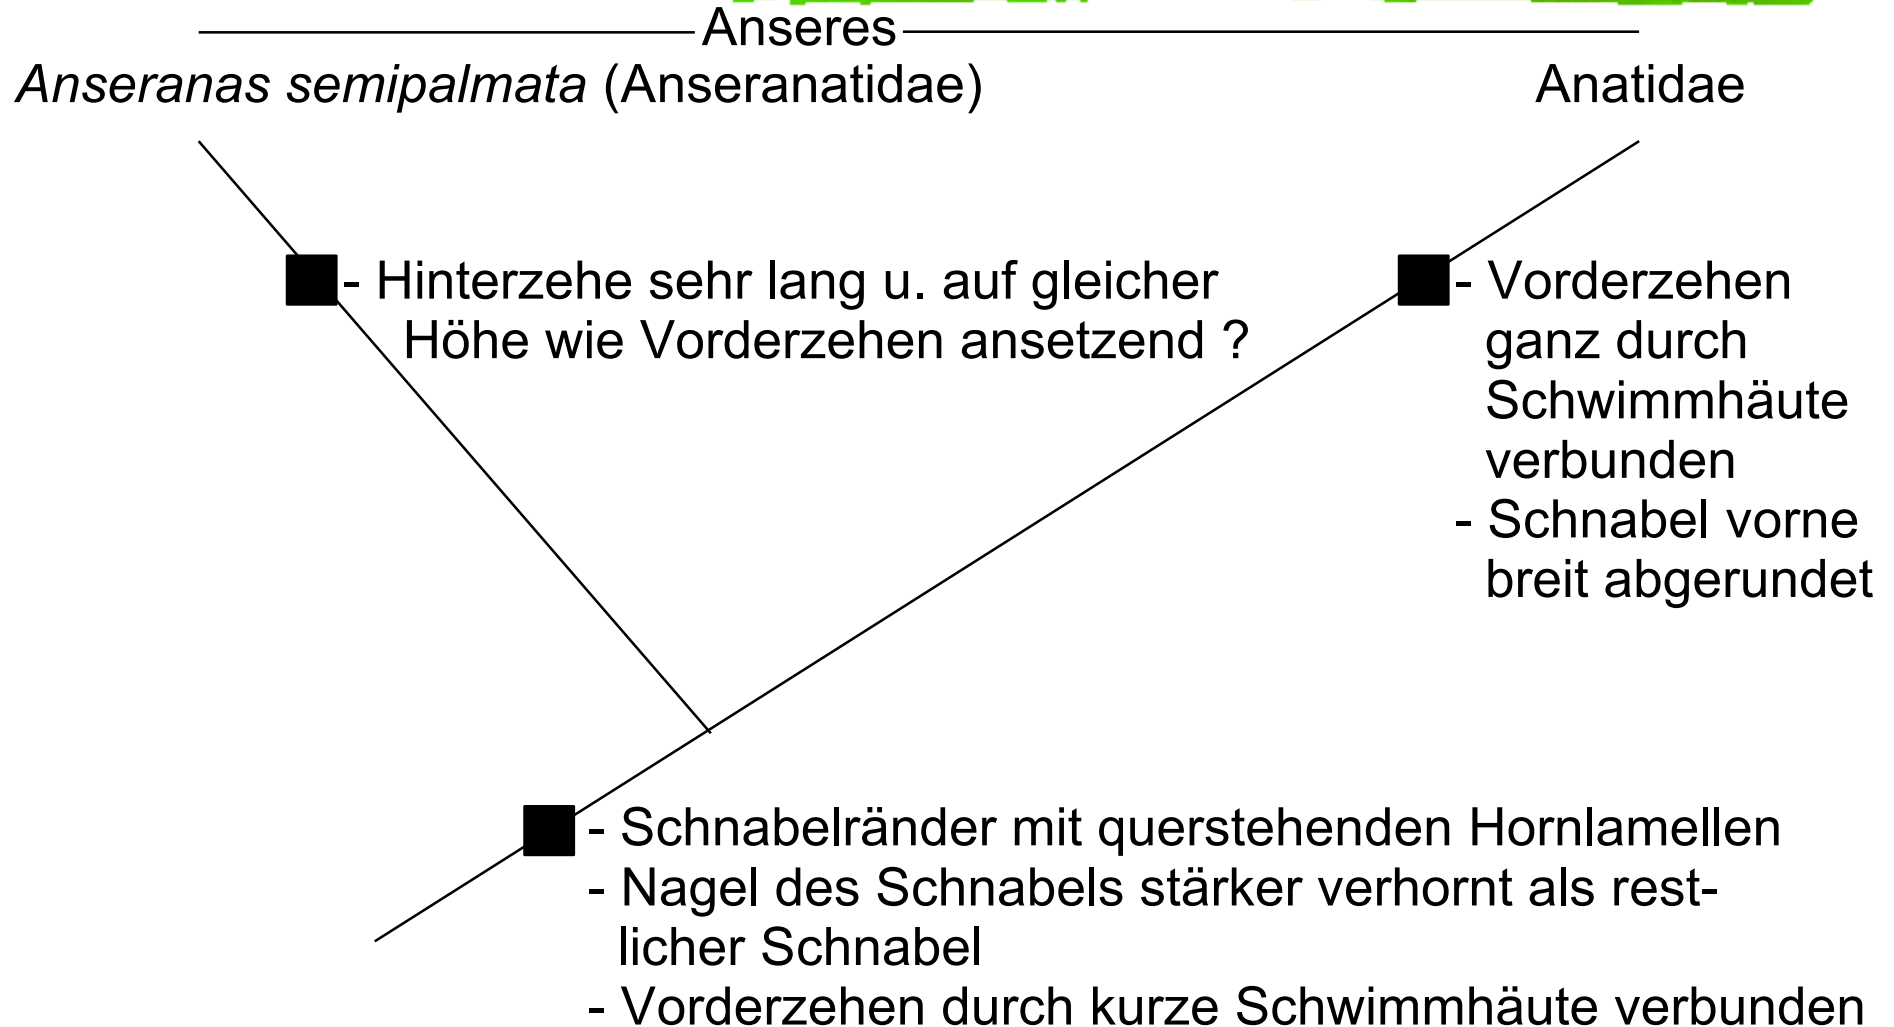 Anseres
Anseranas semipalmata (Anseranatidae)
Anatidae
- Hinterzehe sehr lang u. auf gleicher
Höhe wie Vorderzehen ansetzend ?
- Vorderzehen
ganz durch
Schwimmhäute
verbunden
- Schnabel vorne
breit abgerundet
- Schnabelränder mit querstehenden Hornlamellen
- Nagel des Schnabels stärker verhornt als rest-
licher Schnabel
- Vorderzehen durch kurze Schwimmhäute verbunden